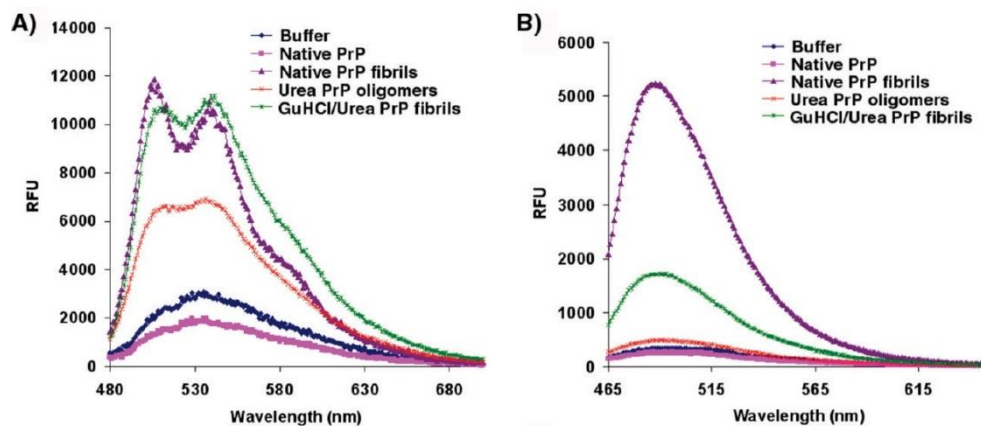 A)
14000
12000
10000
8000
6000
4000
2000
0
RFU
480 530 580 630 680
Wavelength (nm)
Buffer
Native PrP
Native PrP fibrils
Urea PrP oligomers
GuHCl/Urea PrP fibrils
B)
6000
5000
4000
3000
2000
1000
0
RFU
465 515 565 615
Wavelength (nm)
Buffer
Native PrP
Native PrP fibrils
Urea PrP oligomers
GuHCl/Urea PrP fibrils